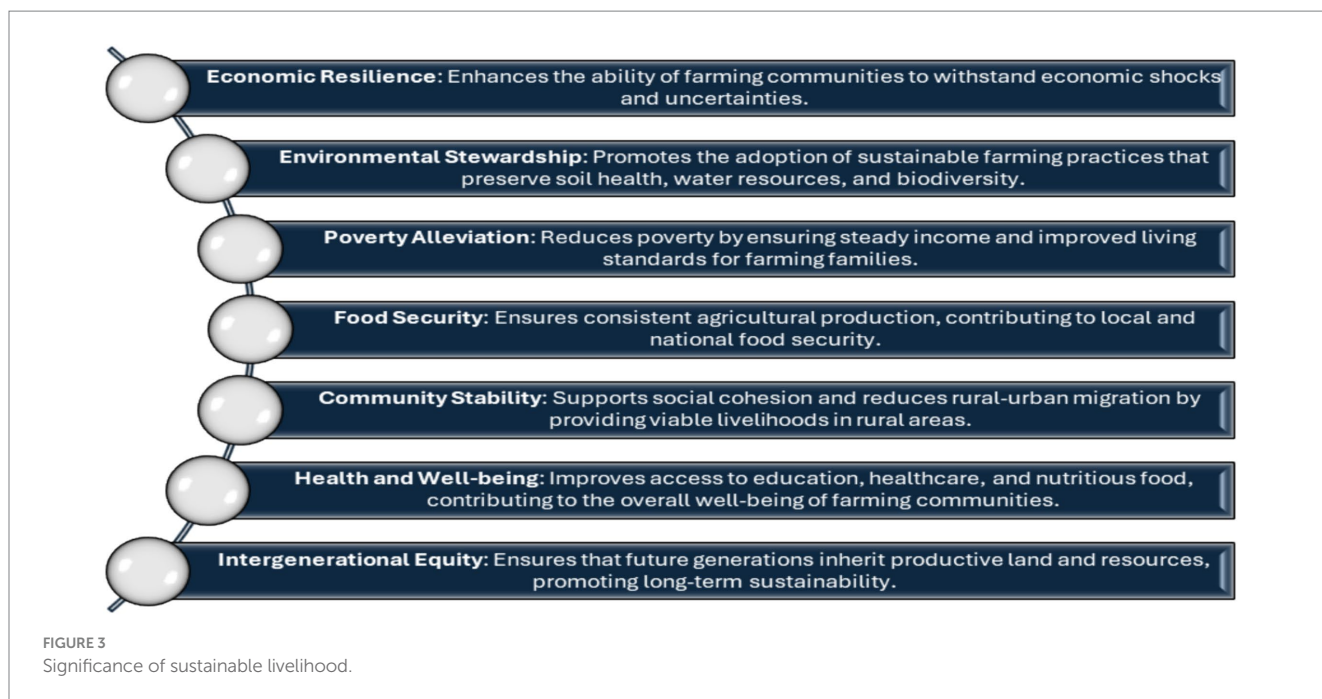 Economic Resilience: Enhances the ability of farming communities to withstand economic shocks
and uncertainties.
Environmental Stewardship: Promotes the adoption of sustainable farming practices that
preserve soil health, water resources, and biodiversity.
Poverty Alleviation: Reduces poverty by ensuring steady income and improved living
standards for farming families.
Food Security: Ensures consistent agricultural production, contributing to local and
national food security.
Community Stability: Supports social cohesion and reduces rural-urban migration by
providing viable livelihoods in rural areas.
Health and Well-being: Improves access to education, healthcare, and nutritious food,
contributing to the overall well-being of farming communities.
Intergenerational Equity: Ensures that future generations inherit productive land and resources,
promoting long-term sustainability.
FIGURE 3
Significance of sustainable livelihood.